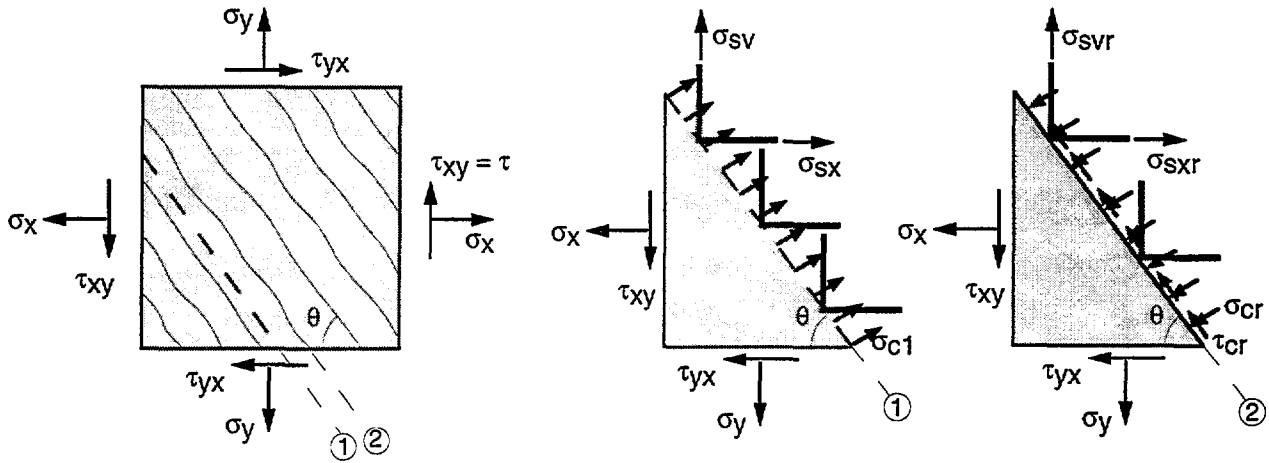 σy
τyx
τxy = τ
σx
σx
τxy
θ
τyx
σy
① ②
σsv
σsx
σx
τxy
θ
σc1
τyx
σy
①
σsvr
σsxr
σx
τxy
θ
σcr
τcr
τyx
σy
②